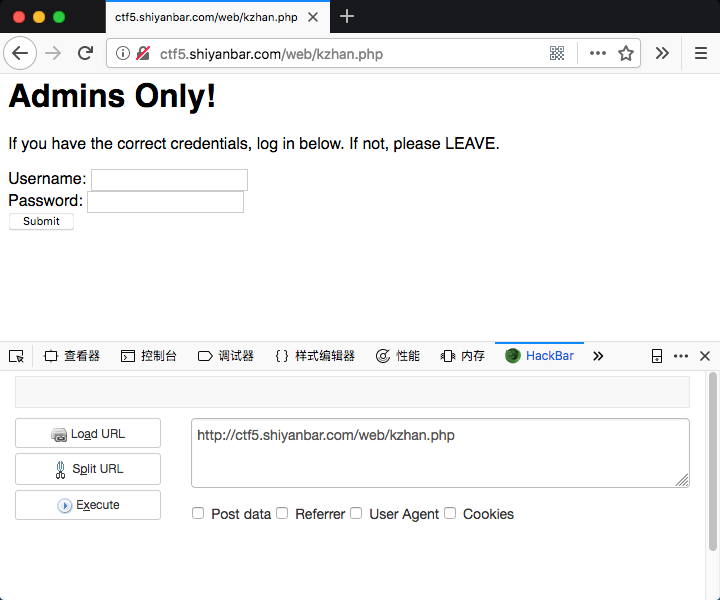 ctf5.shiyanbar.com/web/kzhan.php
ctf5.shiyanbar.com/web/kzhan.php
Admins Only!
If you have the correct credentials, log in below. If not, please LEAVE.
Username:
Password:
Submit
查看器 控制台 调试器 {} 样式编辑器 性能 内存 HackBar
Load URL
http://ctf5.shiyanbar.com/web/kzhan.php
Split URL
Execute
Post data Referrer User Agent Cookies